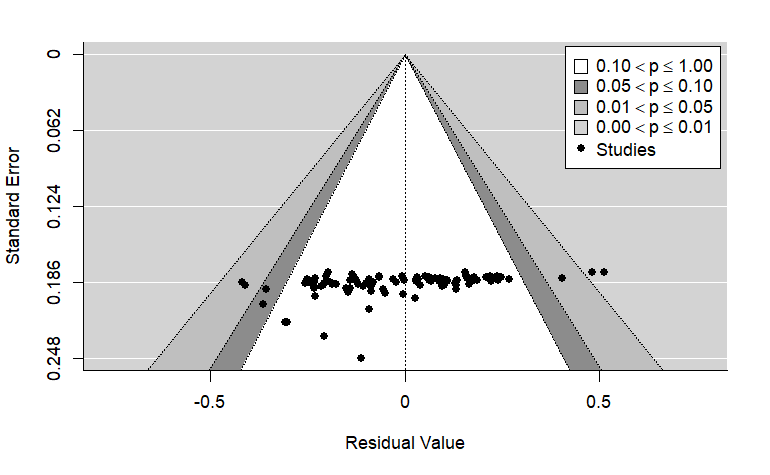 0.10 < p ≤ 1.00
0.05 < p ≤ 0.10
0.01 < p ≤ 0.05
0.00 < p ≤ 0.01
Studies
Standard Error
0
0.062
0.124
0.186
0.248
-0.5 0 0.5
Residual Value